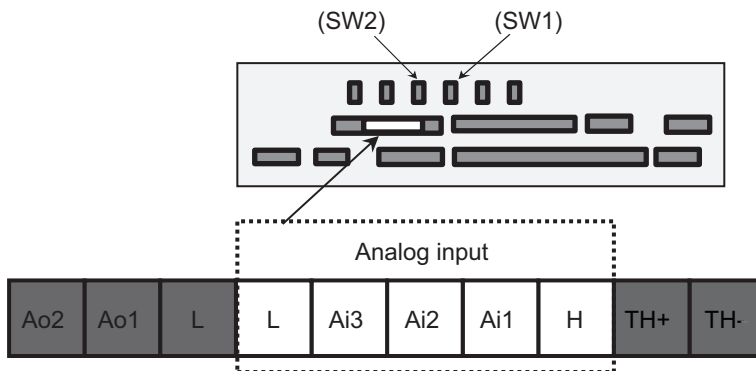 (SW2) (SW1)
Analog input
Ao2 Ao1 L L Ai3 Ai2 Ai1 H TH+ TH-